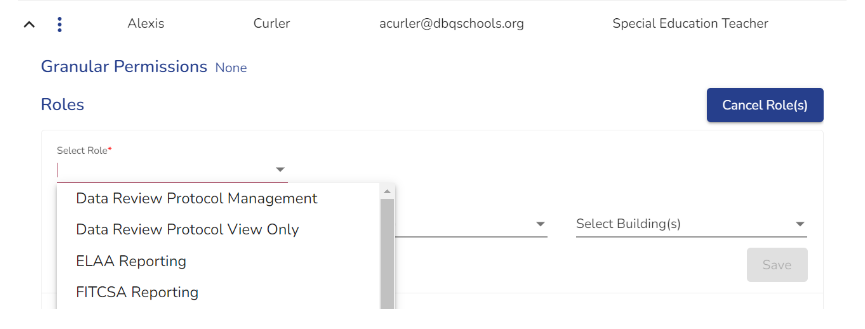 Alexis Curler acurler@dbqschools.org Special Education Teacher
Granular Permissions None
Roles Cancel Role(s)
Select Role*
Data Review Protocol Management
Data Review Protocol View Only
Select Building(s)
ELAA Reporting
Save
FITCSA Reporting